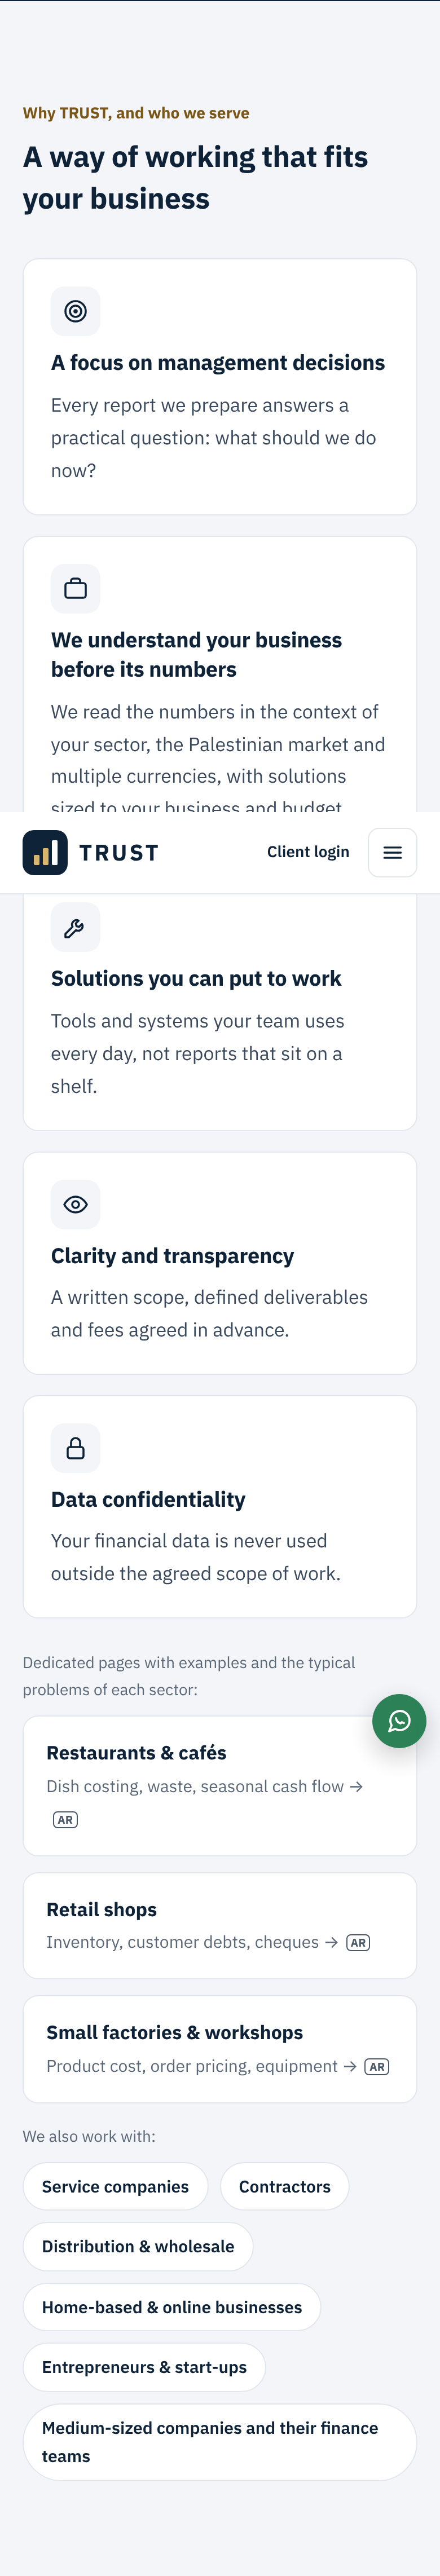 Why TRUST, and who we serve
A way of working that fits
your business
A focus on management decisions
Every report we prepare answers a
practical question: what should we do
now?
We understand your business
before its numbers
We read the numbers in the context of
your sector, the Palestinian market and
multiple currencies, with solutions
sized to your business and budget.
TRUST
Client login
Solutions you can put to work
Tools and systems your team uses
every day, not reports that sit on a
shelf.
Clarity and transparency
A written scope, defined deliverables
and fees agreed in advance.
Data confidentiality
Your financial data is never used
outside the agreed scope of work.
Dedicated pages with examples and the typical
problems of each sector:
Restaurants & cafés
Dish costing, waste, seasonal cash flow →
AR
Retail shops
Inventory, customer debts, cheques → AR
Small factories & workshops
Product cost, order pricing, equipment → AR
We also work with:
Service companies
Contractors
Distribution & wholesale
Home-based & online businesses
Entrepreneurs & start-ups
Medium-sized companies and their finance
teams